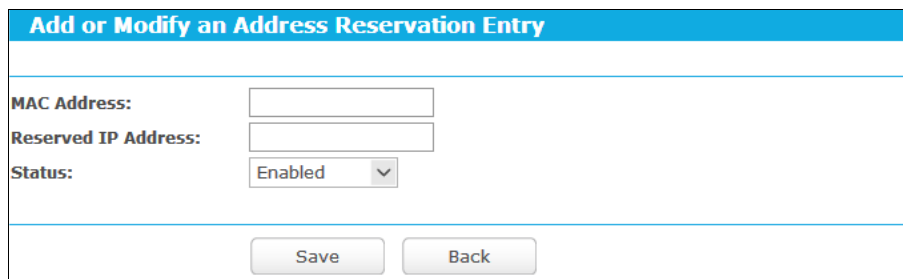 Add or Modify an Address Reservation Entry
MAC Address:
Reserved IP Address:
Status: Enabled
Save Back